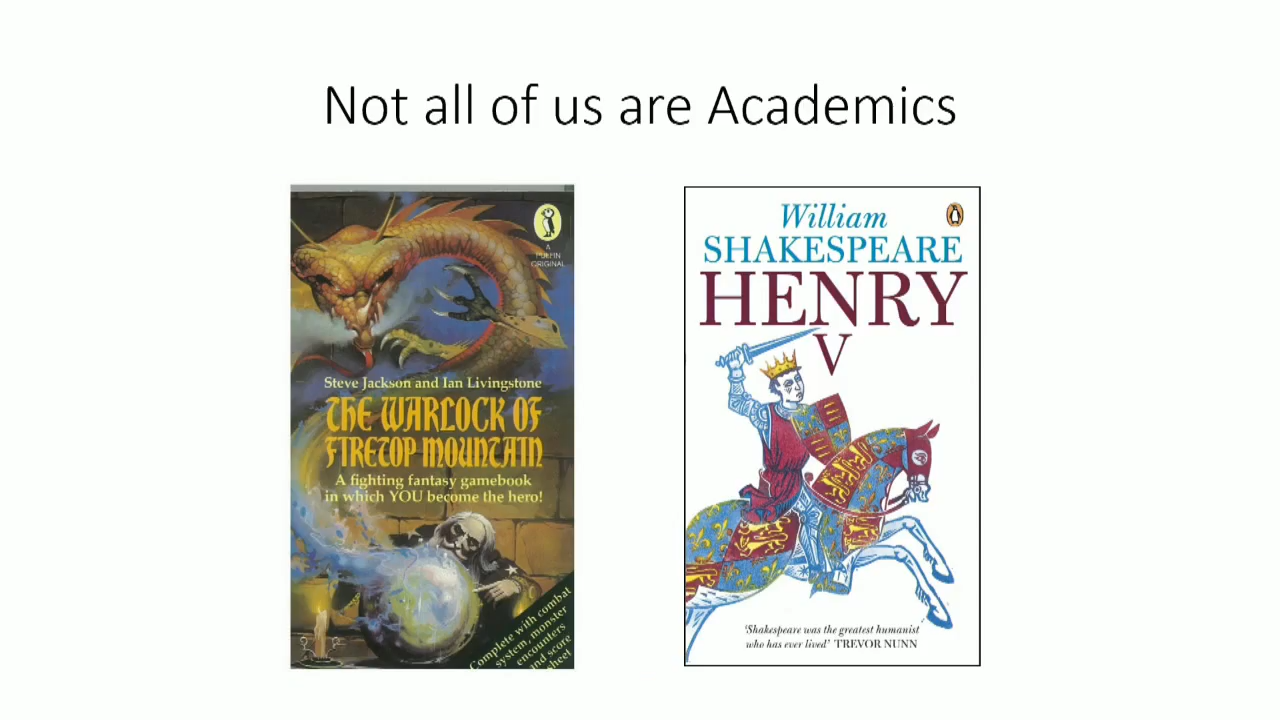 Not all of us are Academics
A
PUFFIN
ORIGINAL
Steve Jackson and Ian Livingstone
THE WARLOCK OF
FIRETOP MOUNTAIN
A fighting fantasy gamebook
in which YOU become the hero!
Complete with combat
system, monster
encounters
and score
sheet
William
SHAKESPEARE
HENRY
V
'Shakespeare was the greatest humanist
who has ever lived' TREVOR NUNN